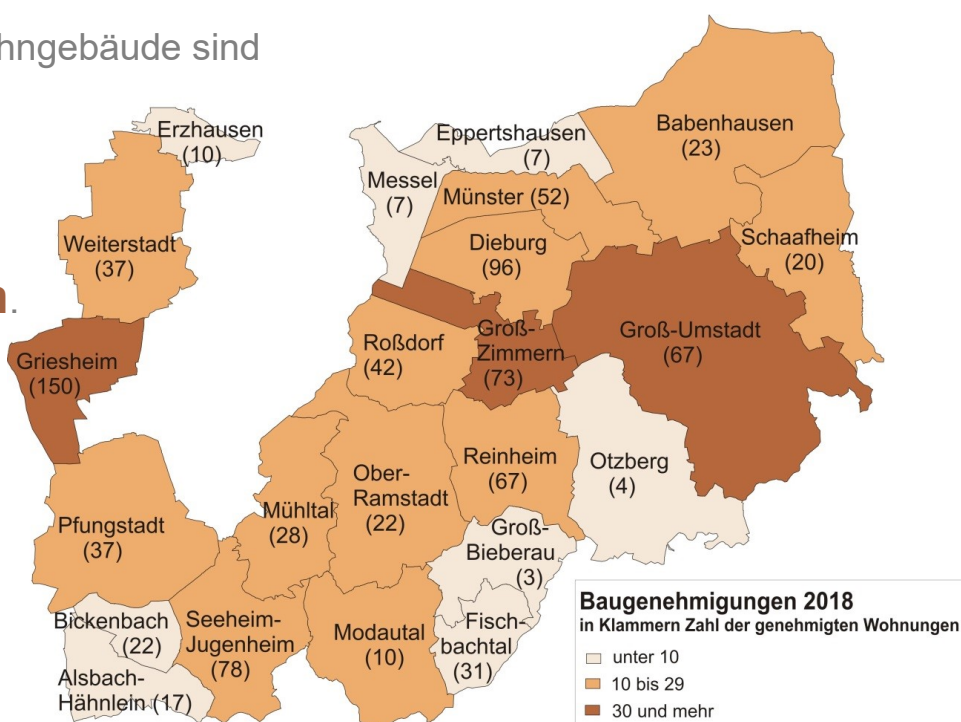 hngebäude sind
n.
Erzhausen
(10)
Eppertshausen
(7)
Babenhausen
(23)
Messel
(7)
Münster (52)
Weiterstadt
(37)
Dieburg
(96)
Schaafheim
(20)
Griesheim
(150)
Roßdorf
(42)
Groß-
Zimmern
(73)
Groß-Umstadt
(67)
Pfungstadt
(37)
Mühltal
(28)
Ober-
Ramstadt
(22)
Reinheim
(67)
Otzberg
(4)
Groß-
Bieberau
(3)
Bickenbach
(22)
Seeheim-
Jugenheim
(78)
Modautal
(10)
Fisch-
bachtal
(31)
Alsbach-
Hähnlein (17)
Baugenehmigungen 2018
in Klammern Zahl der genehmigten Wohnungen
unter 10
10 bis 29
30 und mehr